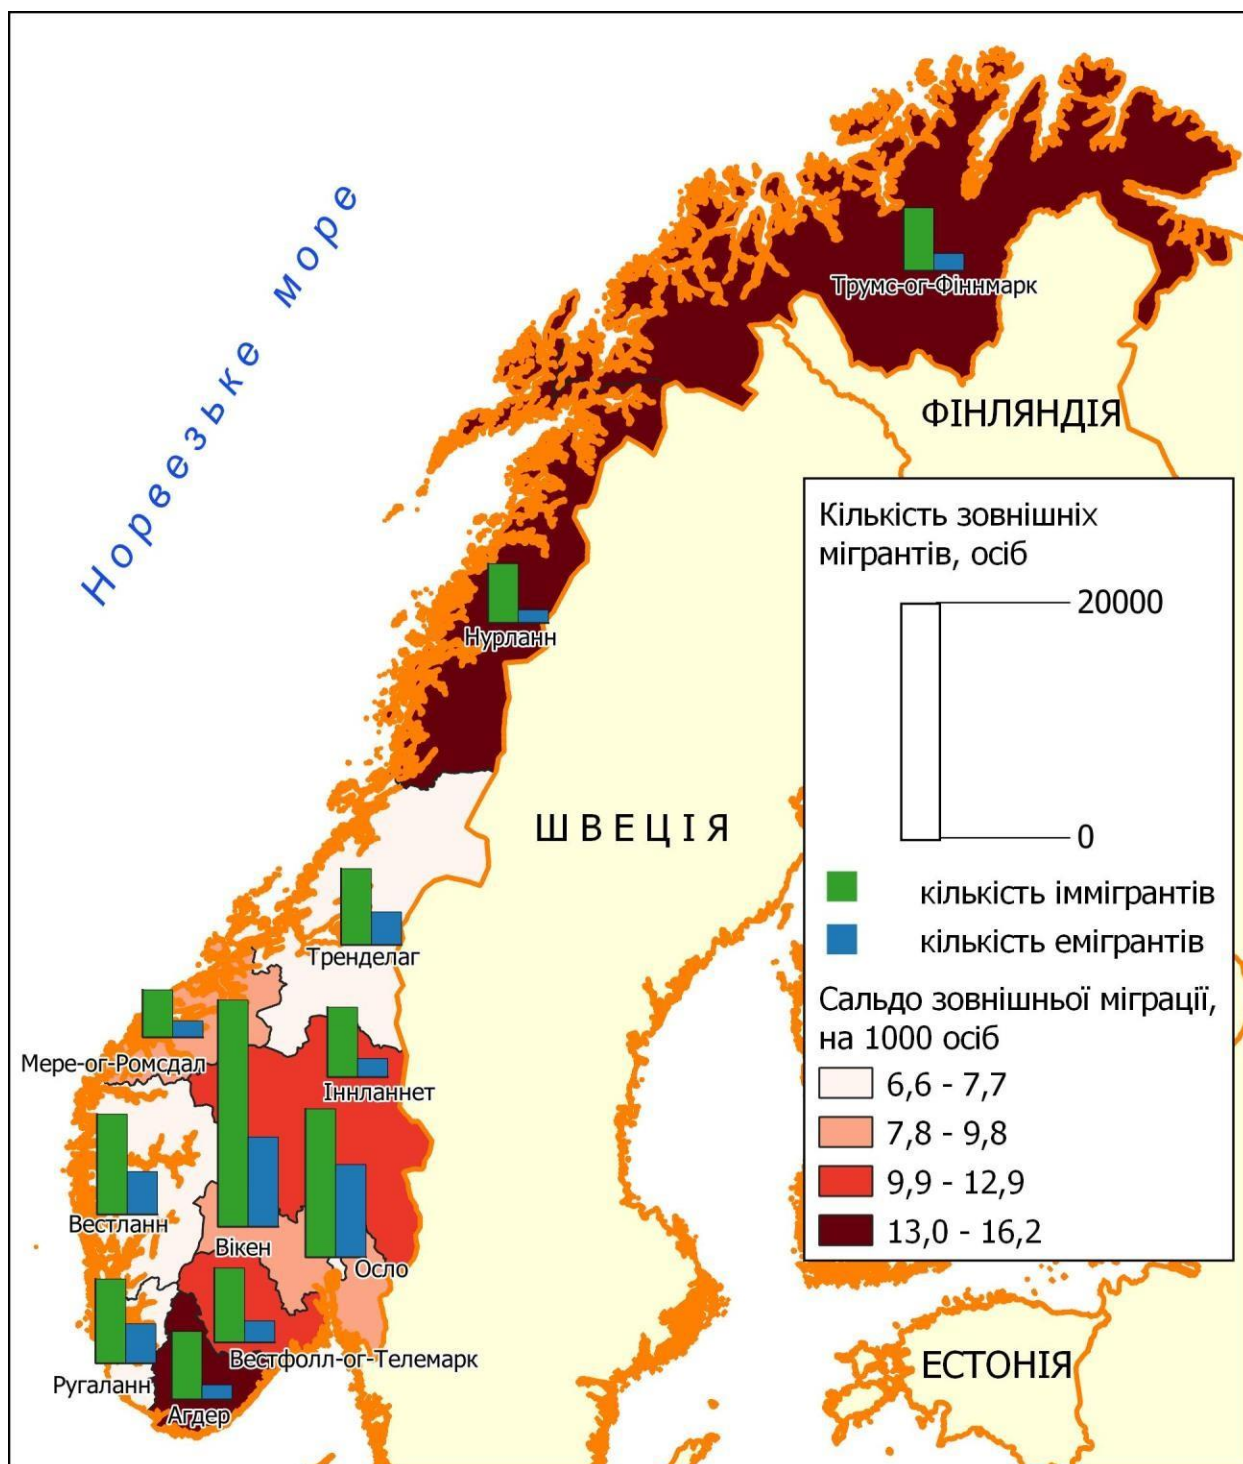 Норвезьке море
Трумс-ог-Фіннмарк
ФІНЛЯНДІЯ
Кількість зовнішніх
мігрантів, осіб
20000
0
кількість іммігрантів
кількість емігрантів
Сальдо зовнішньої міграції,
на 1000 осіб
6,6 - 7,7
7,8 - 9,8
9,9 - 12,9
13,0 - 16,2
Нурланн
ШВЕЦІЯ
Тренделаг
Мере-ог-Ромсдал
Іннланнет
Вестланн
Вікен
Осло
Вестфолл-ог-Телемарк
Ругаланн
Агдер
ЕСТОНІЯ